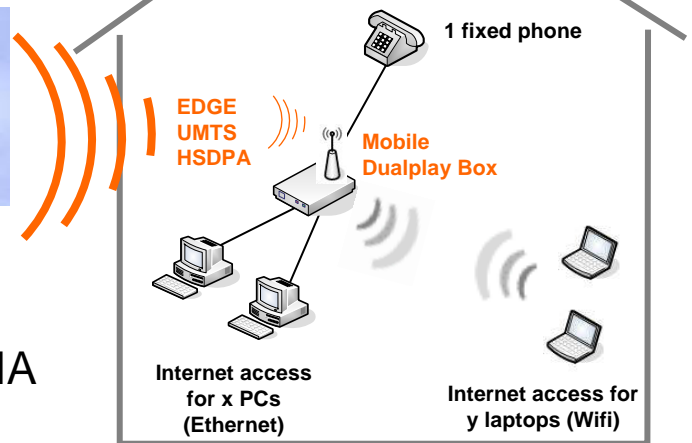 1 fixed phone
EDGE
UMTS
HSDPA
Mobile
Dualplay Box
Internet access
for x PCs
(Ethernet)
Internet access for
y laptops (Wifi)